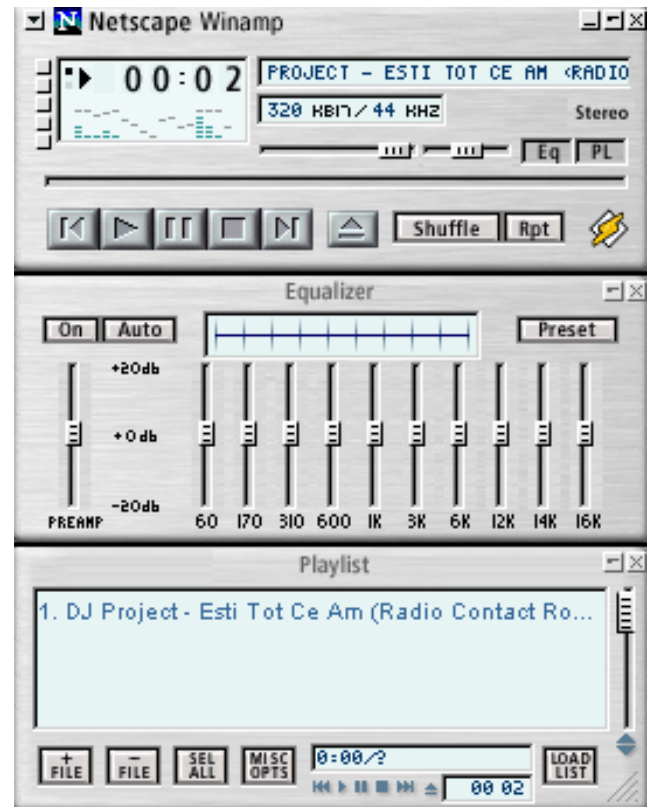 N Netscape Winamp
00:02
PROJECT - ESTI TOT CE AM <RADIO
320 KBIT/44 KHZ
Stereo
Eq PL
Shuffle Rpt
Equalizer
On Auto Preset
+20db
+0db
-20db
PREAMP 60 170 310 600 1K 3K 6K 12K 14K 16K
Playlist
1. DJ Project - Esti Tot Ce Am (Radio Contact Ro...
+ FILE
- FILE
SEL ALL
MISC OPTS
0:00/?
00 02
LOAD LIST